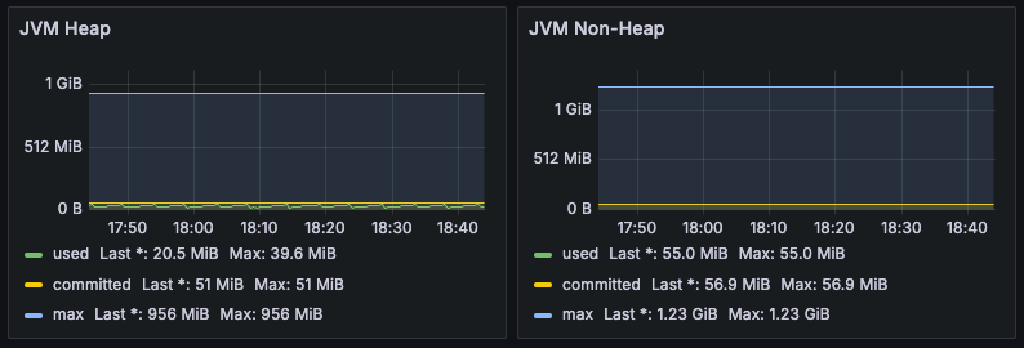 JVM Heap
1 GiB
512 MiB
0 B
17:50 18:00 18:10 18:20 18:30 18:40
used Last *: 20.5 MiB Max: 39.6 MiB
committed Last *: 51 MiB Max: 51 MiB
max Last *: 956 MiB Max: 956 MiB
JVM Non-Heap
1 GiB
512 MiB
0 B
17:50 18:00 18:10 18:20 18:30 18:40
used Last *: 55.0 MiB Max: 55.0 MiB
committed Last *: 56.9 MiB Max: 56.9 MiB
max Last *: 1.23 GiB Max: 1.23 GiB